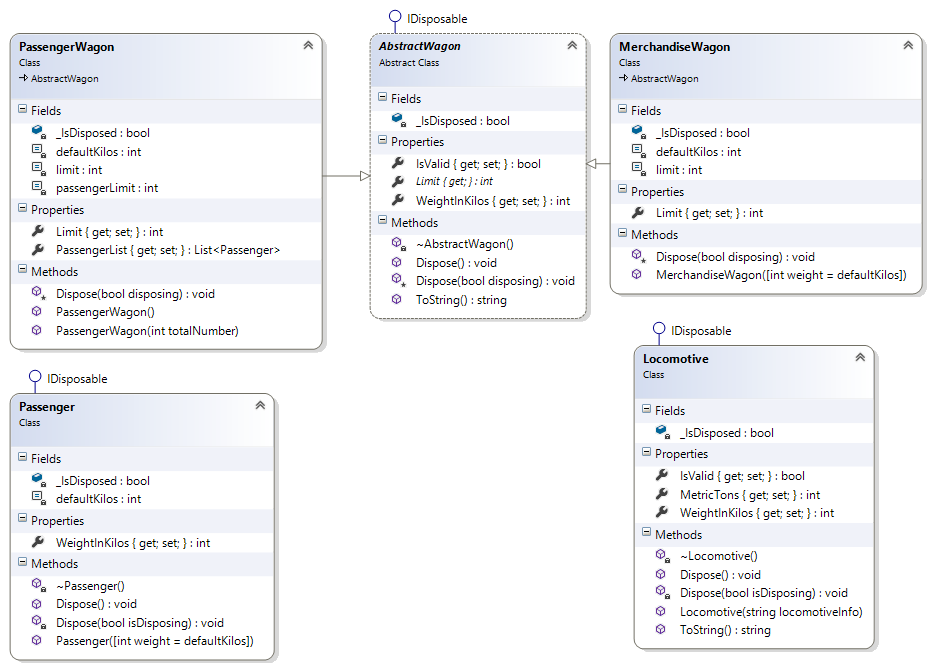 PassengerWagon
Class
AbstractWagon
Fields
_IsDisposed : bool
defaultKilos : int
limit : int
passengerLimit : int
Properties
Limit { get; set; } : int
PassengerList { get; set; } : List<Passenger>
Methods
Dispose(bool disposing) : void
PassengerWagon()
PassengerWagon(int totalNumber)
IDisposable
AbstractWagon
Abstract Class
Fields
_IsDisposed : bool
Properties
IsValid { get; set; } : bool
Limit { get; } : int
WeightInKilos { get; set; } : int
Methods
~AbstractWagon()
Dispose() : void
Dispose(bool disposing) : void
ToString() : string
MerchandiseWagon
Class
AbstractWagon
Fields
_IsDisposed : bool
defaultKilos : int
limit : int
Properties
Limit { get; set; } : int
Methods
Dispose(bool disposing) : void
MerchandiseWagon([int weight = defaultKilos])
IDisposable
Passenger
Class
Fields
_IsDisposed : bool
defaultKilos : int
Properties
WeightInKilos { get; set; } : int
Methods
~Passenger()
Dispose() : void
Dispose(bool isDisposing) : void
Passenger([int weight = defaultKilos])
IDisposable
Locomotive
Class
Fields
_IsDisposed : bool
Properties
IsValid { get; set; } : bool
MetricTons { get; set; } : int
WeightInKilos { get; set; } : int
Methods
~Locomotive()
Dispose() : void
Dispose(bool isDisposing) : void
Locomotive(string locomotiveInfo)
ToString() : string